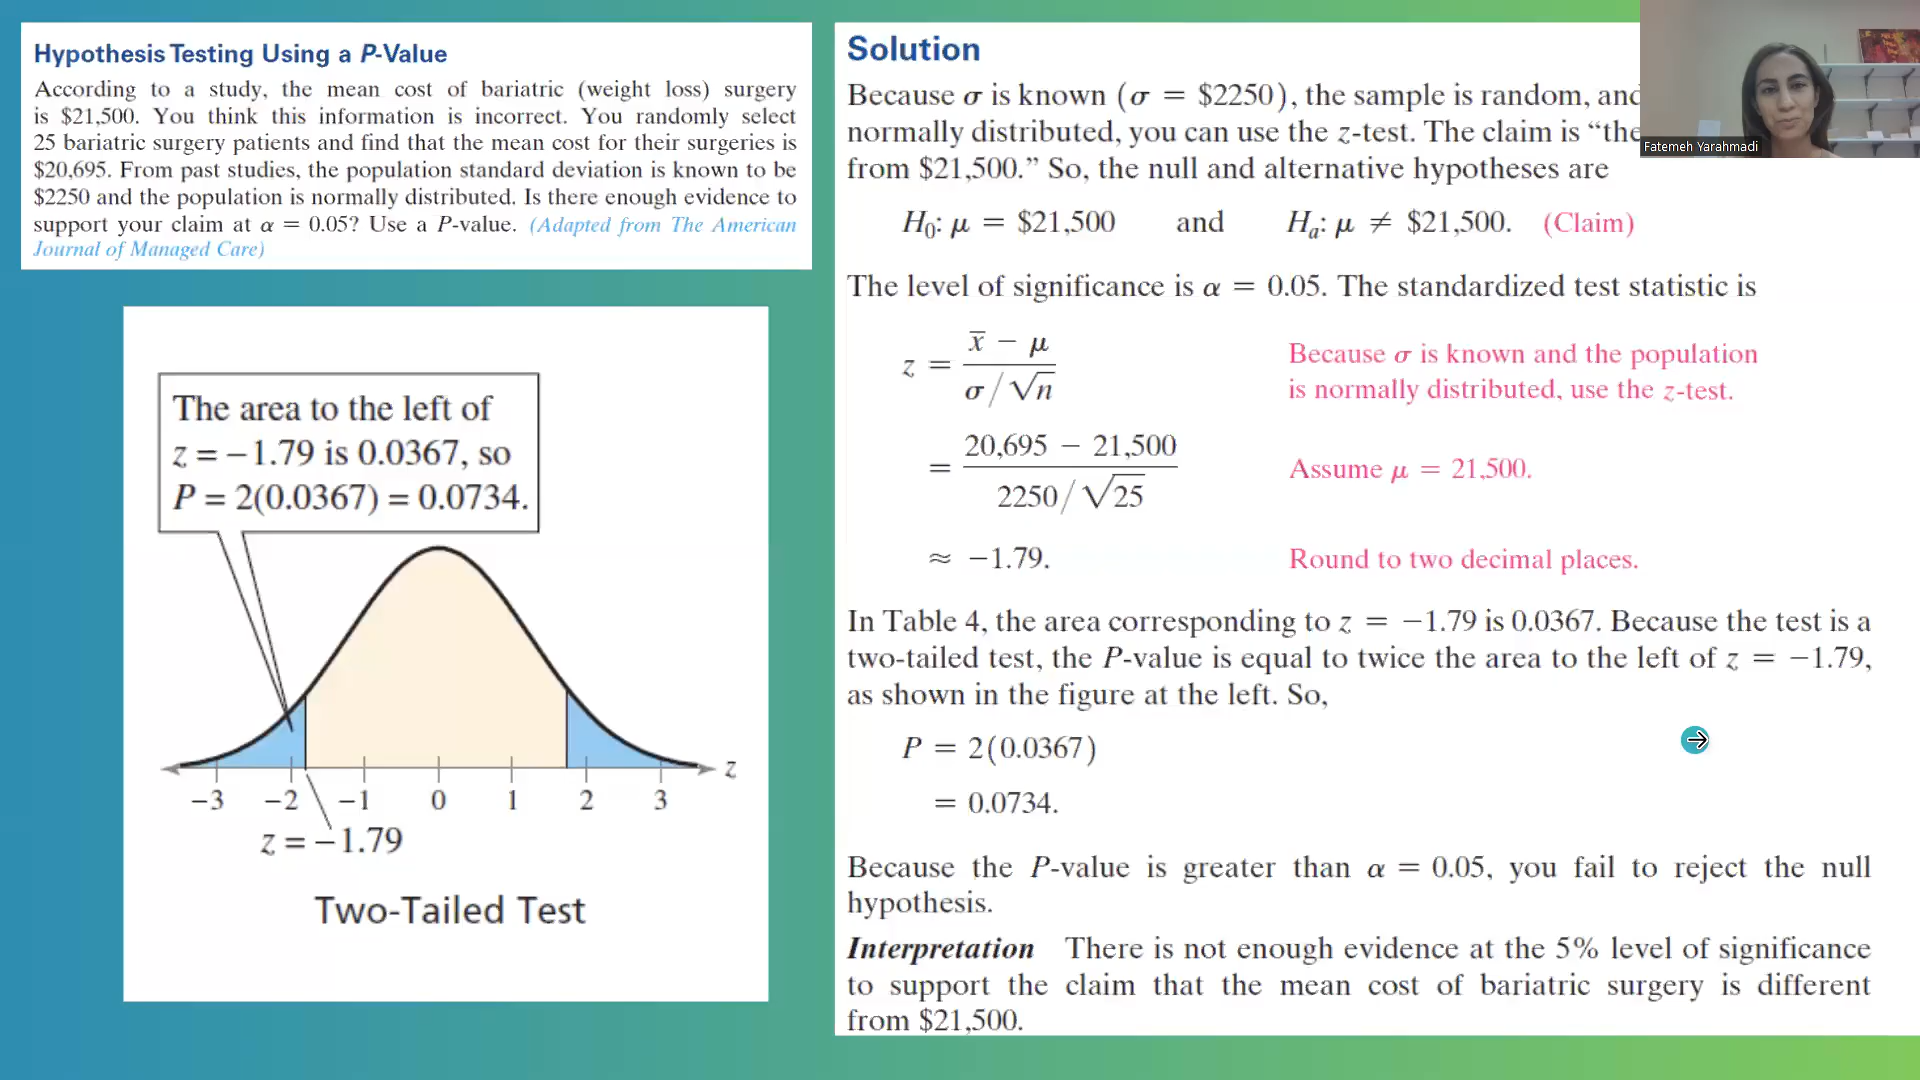 Hypothesis Testing Using a P-Value
According to a study, the mean cost of bariatric (weight loss) surgery
is $21,500. You think this information is incorrect. You randomly select
25 bariatric surgery patients and find that the mean cost for their surgeries is
$20,695. From past studies, the population standard deviation is known to be
$2250 and the population is normally distributed. Is there enough evidence to
support your claim at α = 0.05? Use a P-value. (Adapted from The American
Journal of Managed Care)
The area to the left of
z = −1.79 is 0.0367, so
P = 2(0.0367) = 0.0734.
z
−3 −2 −1 0 1 2 3
z = −1.79
Two-Tailed Test
Solution
Because σ is known (σ = $2250), the sample is random, and
normally distributed, you can use the z-test. The claim is “the
from $21,500.” So, the null and alternative hypotheses are
H₀: μ = $21,500 and Hₐ: μ ≠ $21,500. (Claim)
The level of significance is α = 0.05. The standardized test statistic is
z = (x̄ − μ) / (σ/√n)
Because σ is known and the population
is normally distributed, use the z-test.
= (20,695 − 21,500) / (2250/√25)
Assume μ = 21,500.
≈ −1.79.
Round to two decimal places.
In Table 4, the area corresponding to z = −1.79 is 0.0367. Because the test is a
two-tailed test, the P-value is equal to twice the area to the left of z = −1.79,
as shown in the figure at the left. So,
P = 2(0.0367)
= 0.0734.
Because the P-value is greater than α = 0.05, you fail to reject the null
hypothesis.
Interpretation There is not enough evidence at the 5% level of significance
to support the claim that the mean cost of bariatric surgery is different
from $21,500.
Fatemeh Yarahmadi